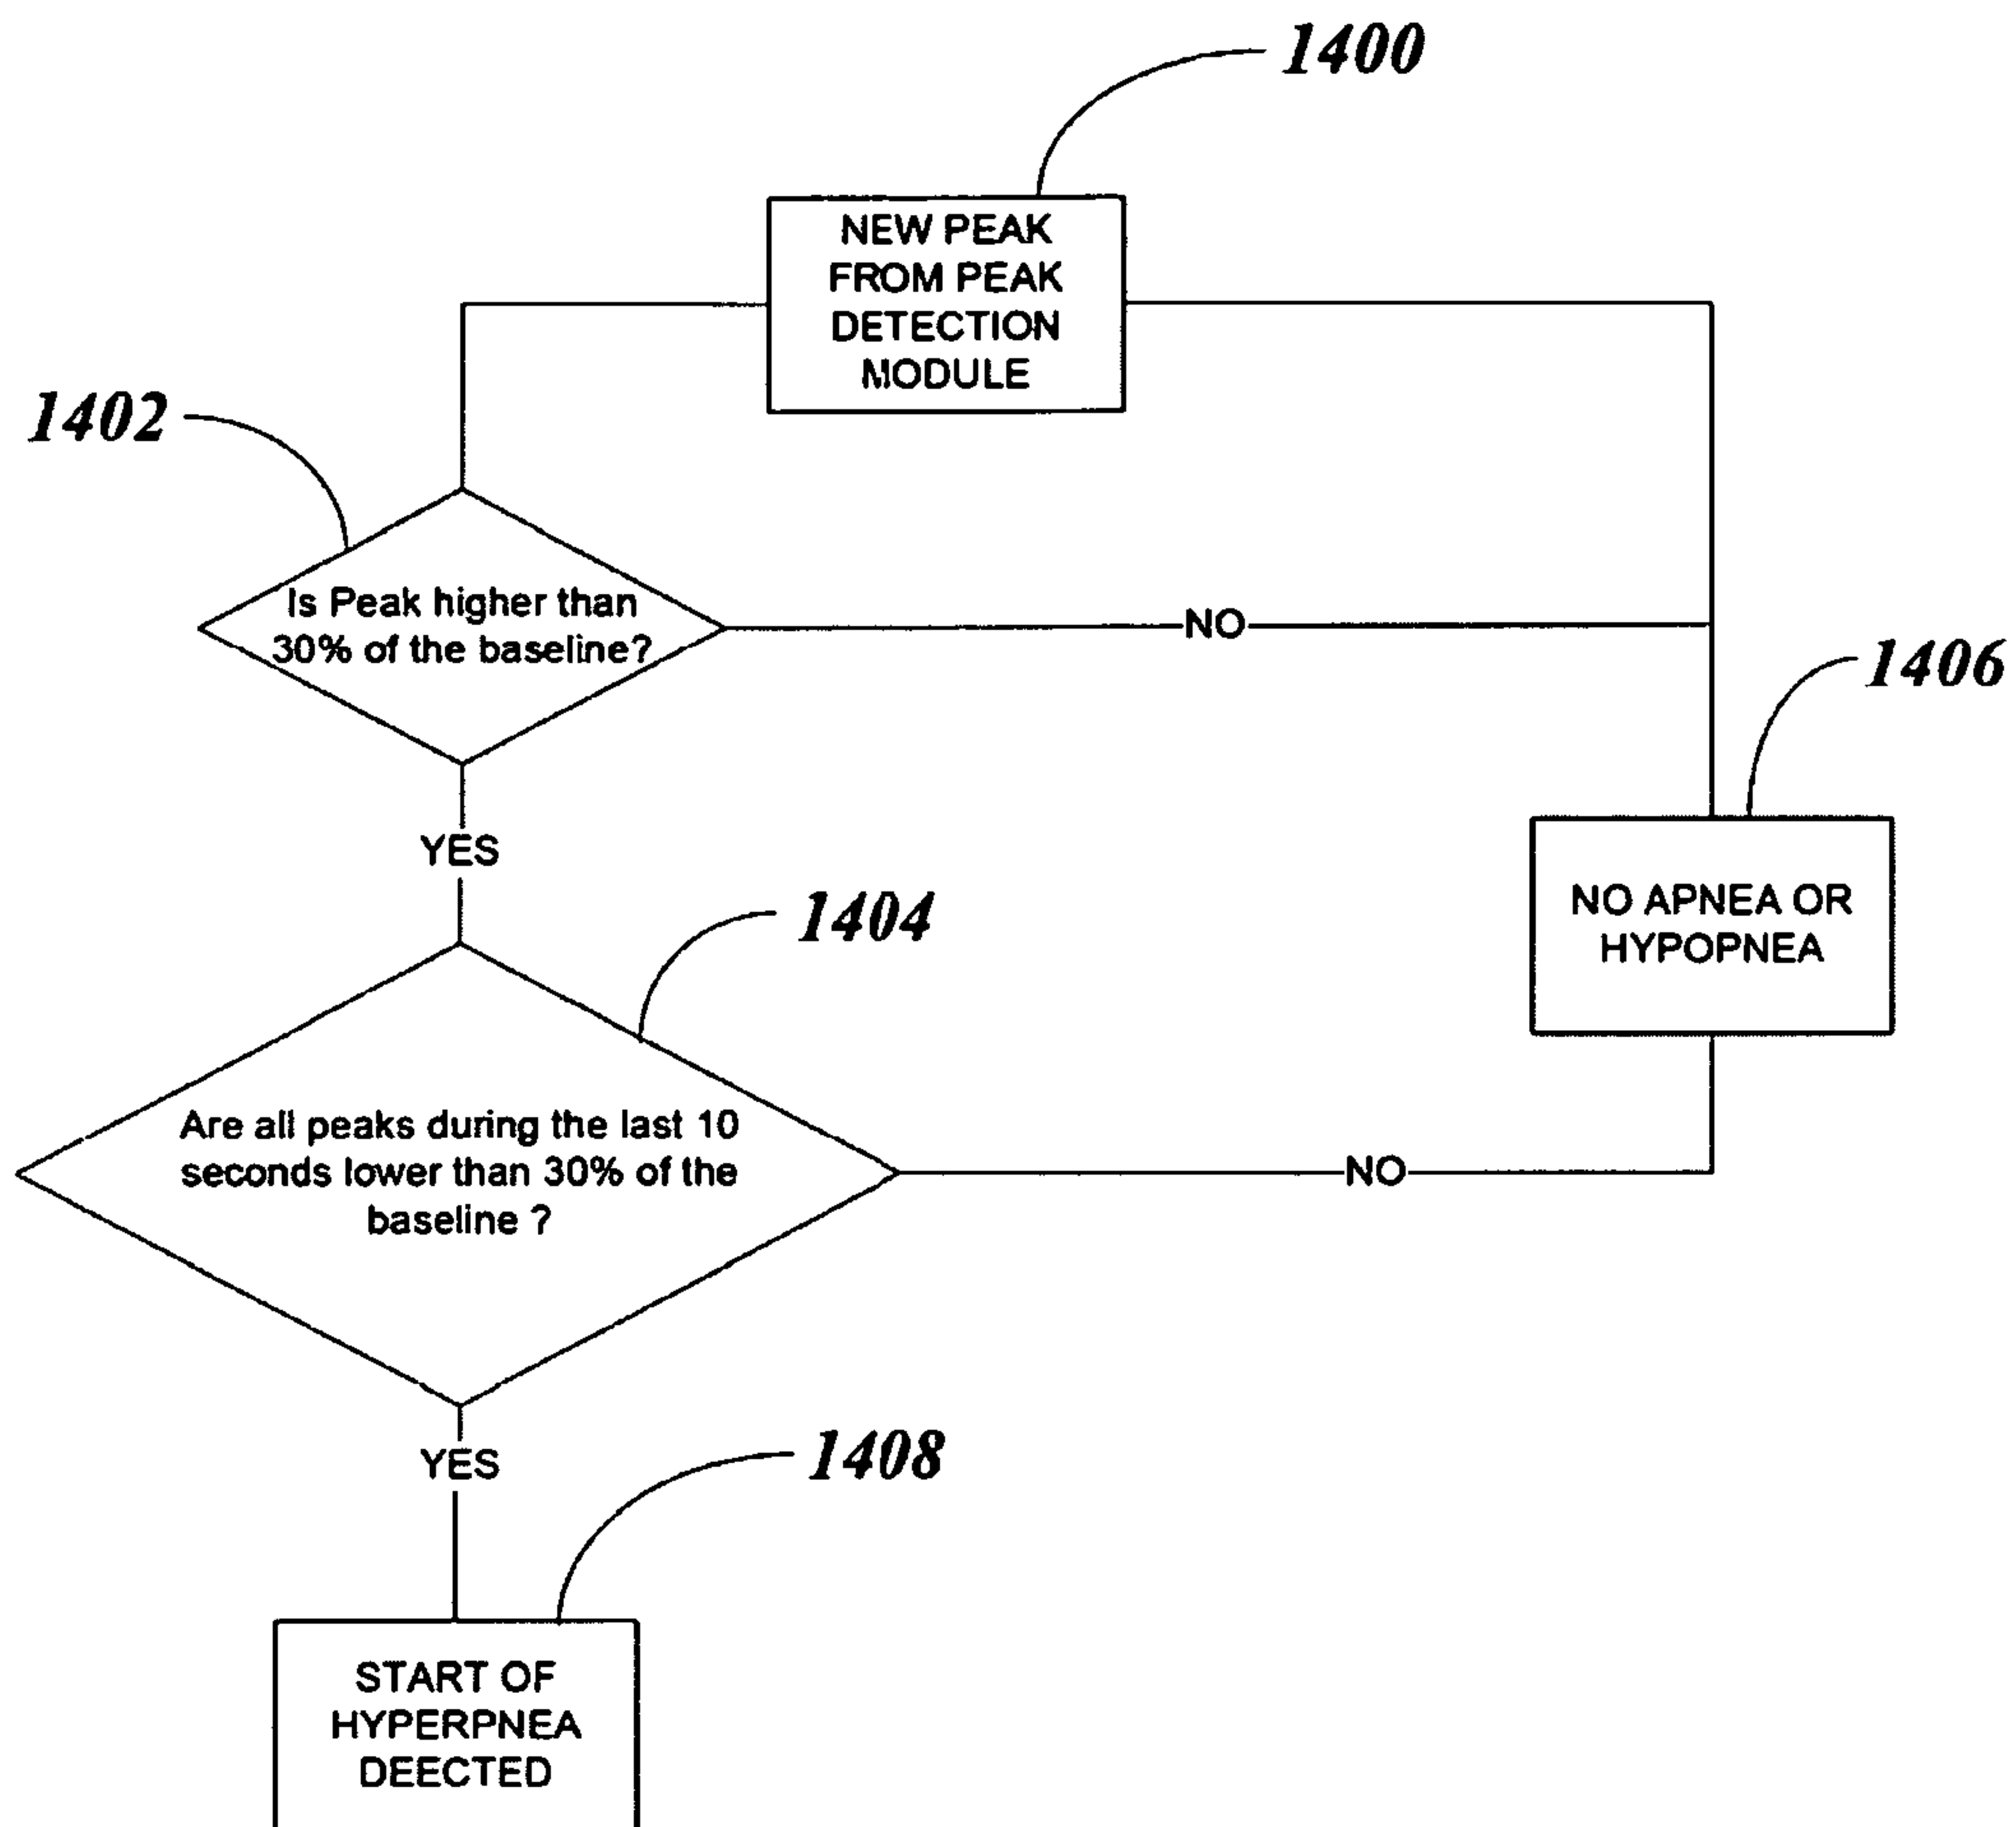 1400
NEW PEAK
FROM PEAK
DETECTION
MODULE
1402
Is Peak higher than
30% of the baseline?
NO
1406
YES
NO APNEA OR
HYPOPNEA
1404
Are all peaks during the last 10
seconds lower than 30% of the
baseline ?
NO
YES
1408
START OF
HYPERPNEA
DEECTED